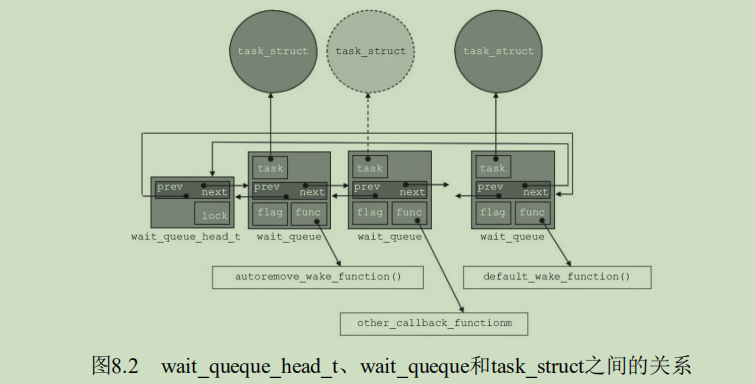 task_struct
task_struct
task_struct
task
task
task
prev
next
prev
next
prev
next
prev
next
lock
flag
func
flag
func
flag
func
wait_queue_head_t
wait_queue
wait_queue
wait_queue
autoremove_wake_function()
default_wake_function()
other_callback_functionm
图8.2 wait_queque_head_t、wait_queque和task_struct之间的关系